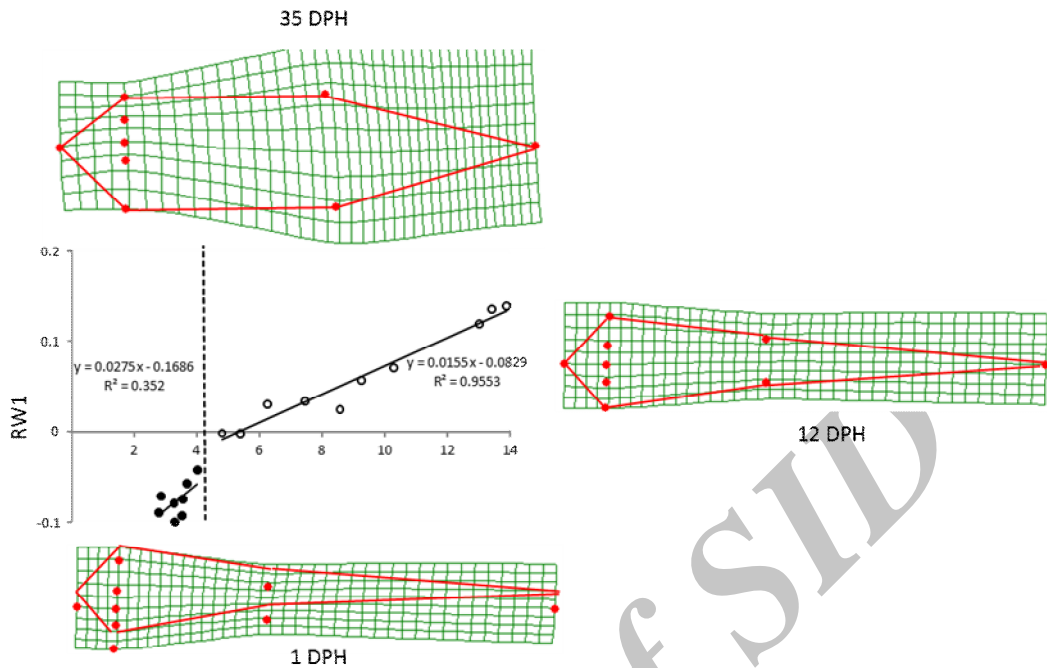 35 DPH
0.2
0.1
y = 0.0275x - 0.1686
R² = 0.352
y = 0.0155x - 0.0829
R² = 0.9553
RW1
0
2
4
6
8
10
12
14
12 DPH
-0.1
1 DPH
f SID